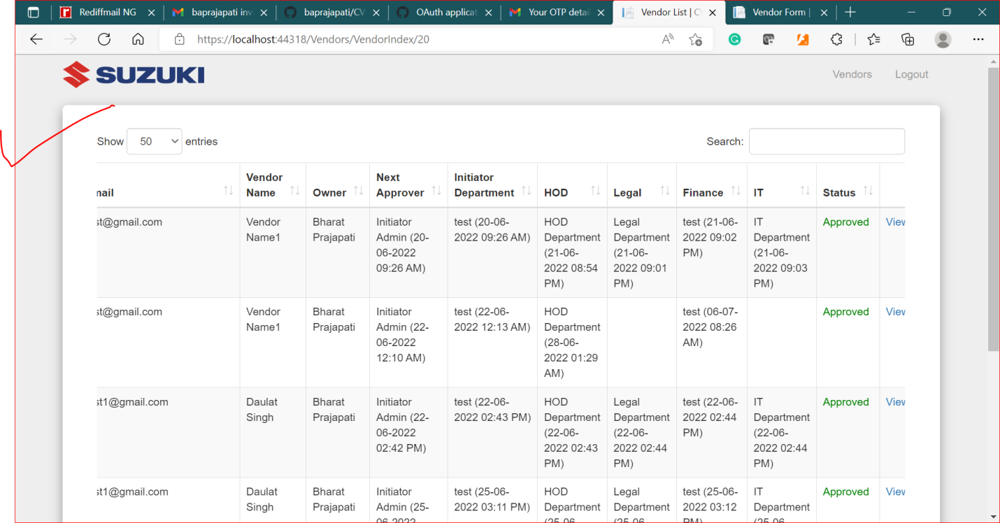 Rediffmail NG
baprajapati inv
baprajapati/CV
OAuth applicat
Your OTP detail
Vendor List | CV
Vendor Form |
https://localhost:44318/Vendors/VendorIndex/20
SUZUKI
Vendors
Logout
Show 50 entries
Search:
mail
Vendor Name
Owner
Next Approver
Initiator Department
HOD
Legal
Finance
IT
Status
st@gmail.com
Vendor Name1
Bharat Prajapati
Initiator Admin (20-06-2022 09:26 AM)
test (20-06-2022 09:26 AM)
HOD Department (21-06-2022 08:54 PM)
Legal Department (21-06-2022 09:01 PM)
test (21-06-2022 09:02 PM)
IT Department (21-06-2022 09:03 PM)
Approved
View
st@gmail.com
Vendor Name1
Bharat Prajapati
Initiator Admin (22-06-2022 12:10 AM)
test (22-06-2022 12:13 AM)
HOD Department (28-06-2022 01:29 AM)
test (06-07-2022 08:26 AM)
Approved
View
st1@gmail.com
Daulat Singh
Bharat Prajapati
Initiator Admin (22-06-2022 02:42 PM)
test (22-06-2022 02:43 PM)
HOD Department (22-06-2022 02:43 PM)
Legal Department (22-06-2022 02:44 PM)
test (22-06-2022 02:44 PM)
IT Department (22-06-2022 02:44 PM)
Approved
View
st1@gmail.com
Daulat Singh
Bharat Prajapati
Initiator Admin (25-06-2022
test (25-06-2022 03:11 PM)
HOD Department (25-06
Legal Department (25-06
test (25-06-2022 03:12 PM)
IT Department (25-06
Approved
View